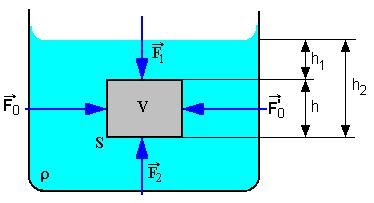 F₁
h₁
V
h
h₂
F₀
F₀
S
F₂
ρ